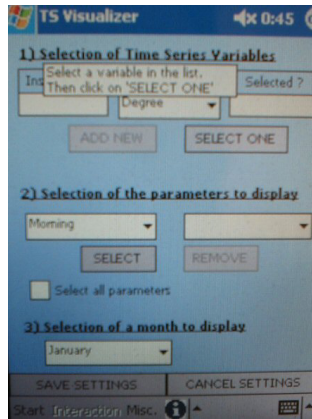 TS Visualizer 0:45
1) Selection of Time Series Variables
Select a variable in the list.
Then click on 'SELECT ONE'
Ins Selected ?
Degree
ADD NEW SELECT ONE
2) Selection of the parameters to display
Morning
SELECT REMOVE
Select all parameters
3) Selection of a month to display
January
SAVE SETTINGS CANCEL SETTINGS
Start Interaction Misc.